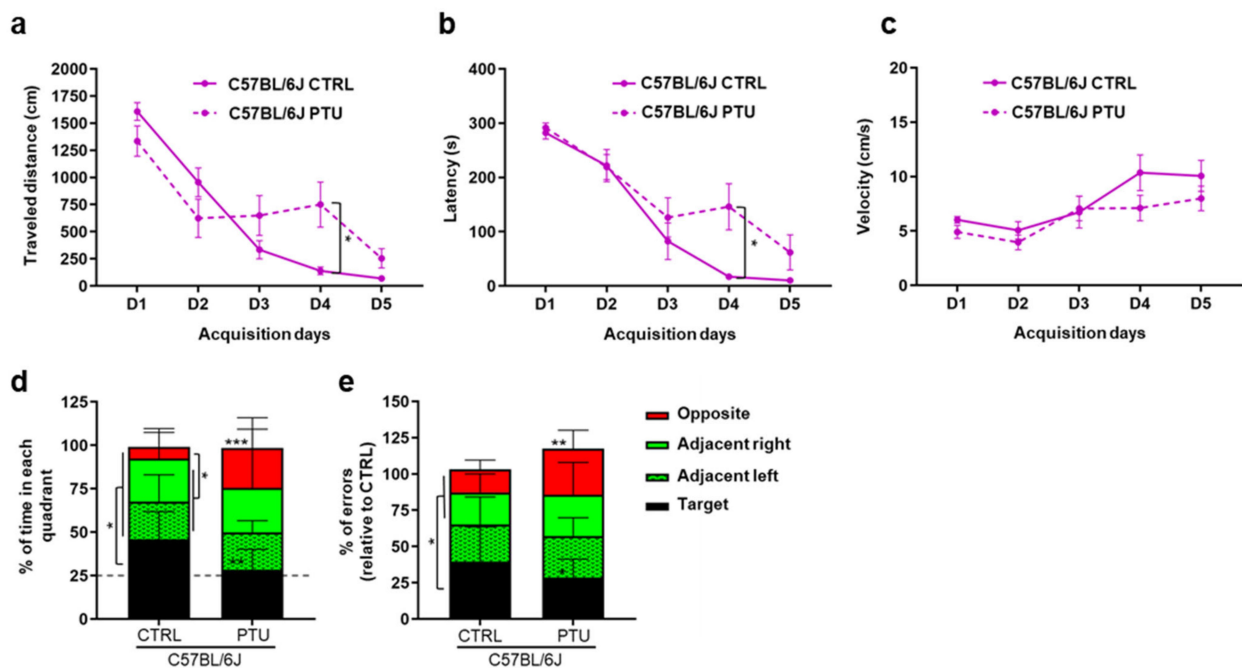 a
Traveled distance (cm)
2000
1750
1500
1250
1000
750
500
250
0
C57BL/6J CTRL
C57BL/6J PTU
*
D1 D2 D3 D4 D5
Acquisition days
b
Latency (s)
400
300
200
100
0
C57BL/6J CTRL
C57BL/6J PTU
*
D1 D2 D3 D4 D5
Acquisition days
c
Velocity (cm/s)
20
15
10
5
0
C57BL/6J CTRL
C57BL/6J PTU
D1 D2 D3 D4 D5
Acquisition days
d
% of time in each
quadrant
125
100
75
50
25
0
***
*
*
**
CTRL PTU
C57BL/6J
e
% of errors
(relative to CTRL)
150
125
100
75
50
25
0
**
*
*
CTRL PTU
C57BL/6J
Opposite
Adjacent right
Adjacent left
Target